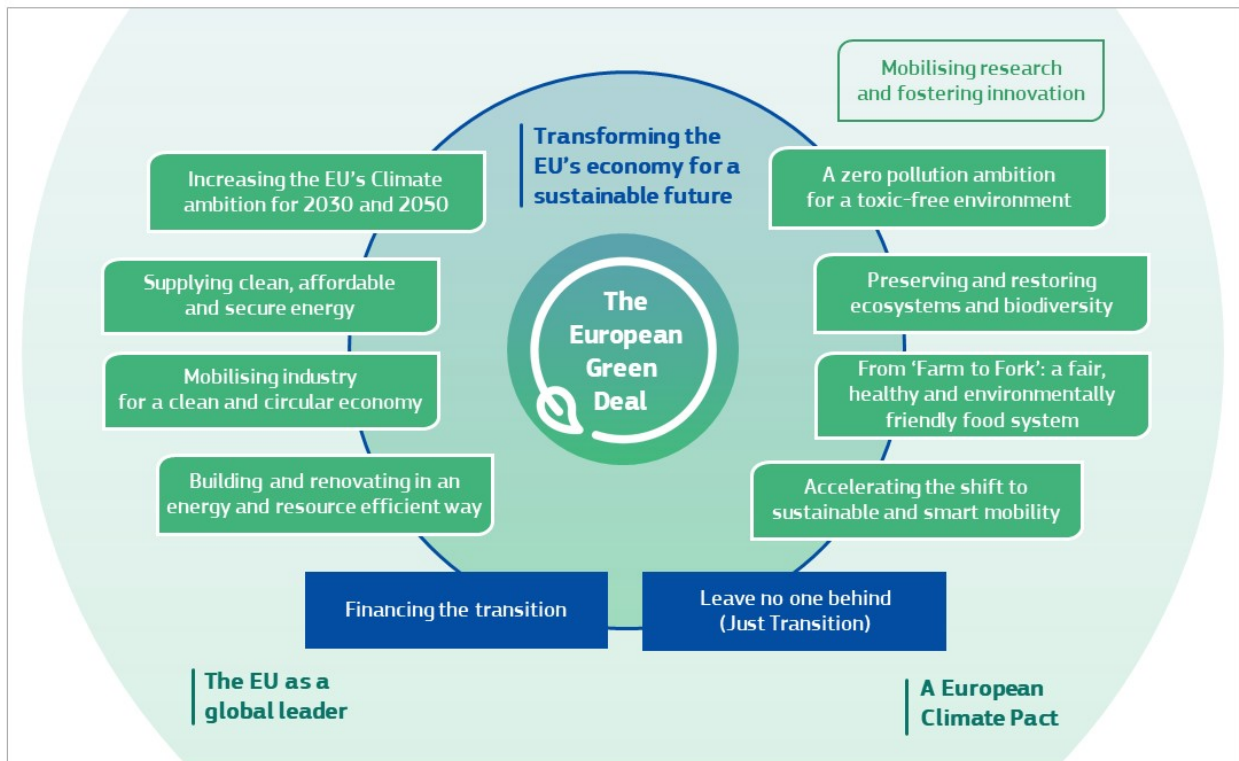 Mobilising research
and fostering innovation
Transforming the
EU's economy for a
sustainable future
Increasing the EU's Climate
ambition for 2030 and 2050
A zero pollution ambition
for a toxic-free environment
Supplying clean, affordable
and secure energy
Preserving and restoring
ecosystems and biodiversity
The
European
Green
Deal
Mobilising industry
for a clean and circular economy
From 'Farm to Fork': a fair,
healthy and environmentally
friendly food system
Building and renovating in an
energy and resource efficient way
Accelerating the shift to
sustainable and smart mobility
Financing the transition
Leave no one behind
(Just Transition)
The EU as a
global leader
A European
Climate Pact